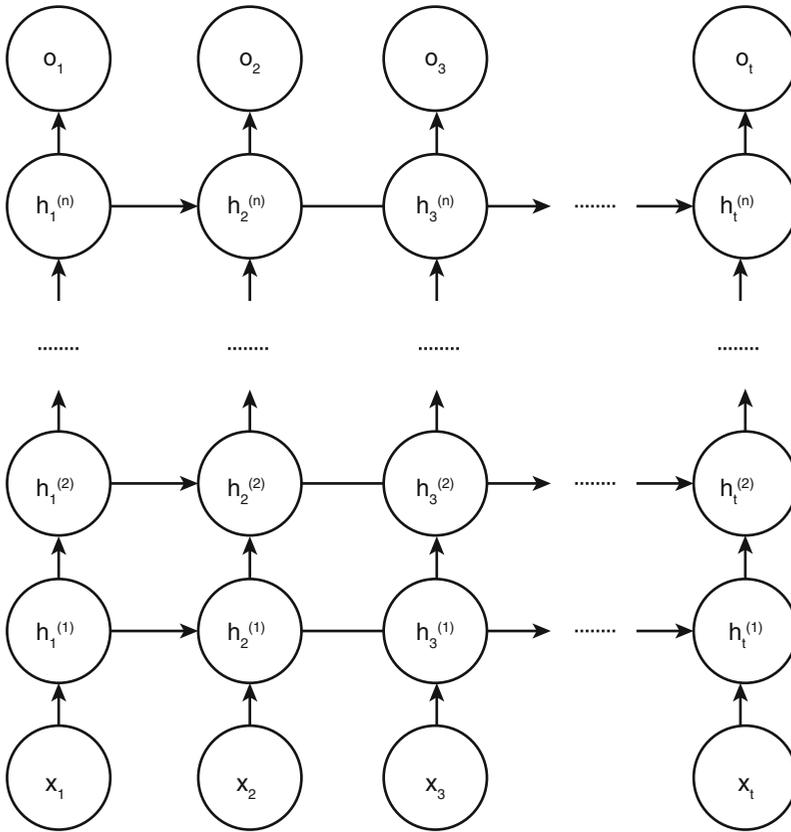 o₁ o₂ o₃ oₜ
h₁⁽ⁿ⁾ h₂⁽ⁿ⁾ h₃⁽ⁿ⁾ ........ hₜ⁽ⁿ⁾
........ ........ ........ ........
h₁⁽²⁾ h₂⁽²⁾ h₃⁽²⁾ ........ hₜ⁽²⁾
h₁⁽¹⁾ h₂⁽¹⁾ h₃⁽¹⁾ ........ hₜ⁽¹⁾
x₁ x₂ x₃ xₜ